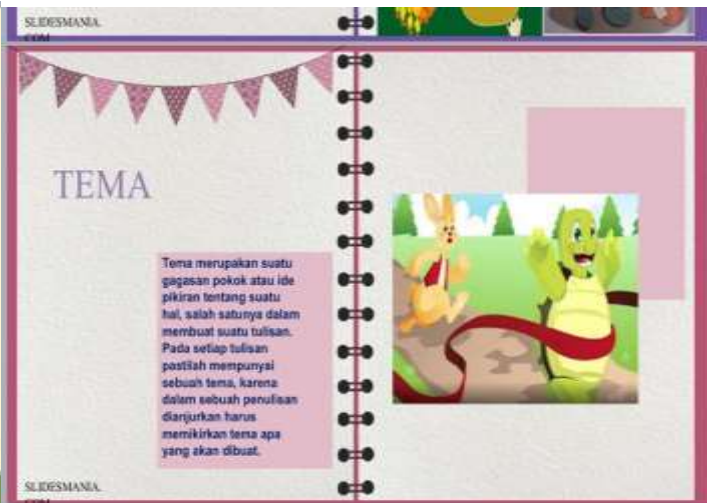 SLIDESMANIA.
COM
TEMA
Tema merupakan suatu
gagasan pokok atau ide
pikiran tentang suatu
hal, salah satunya dalam
membuat suatu tulisan.
Pada setiap tulisan
pastilah mempunyai
sebuah tema, karena
dalam sebuah penulisan
dianjurkan harus
memikirkan tema apa
yang akan dibuat.
SLIDESMANIA.
COM